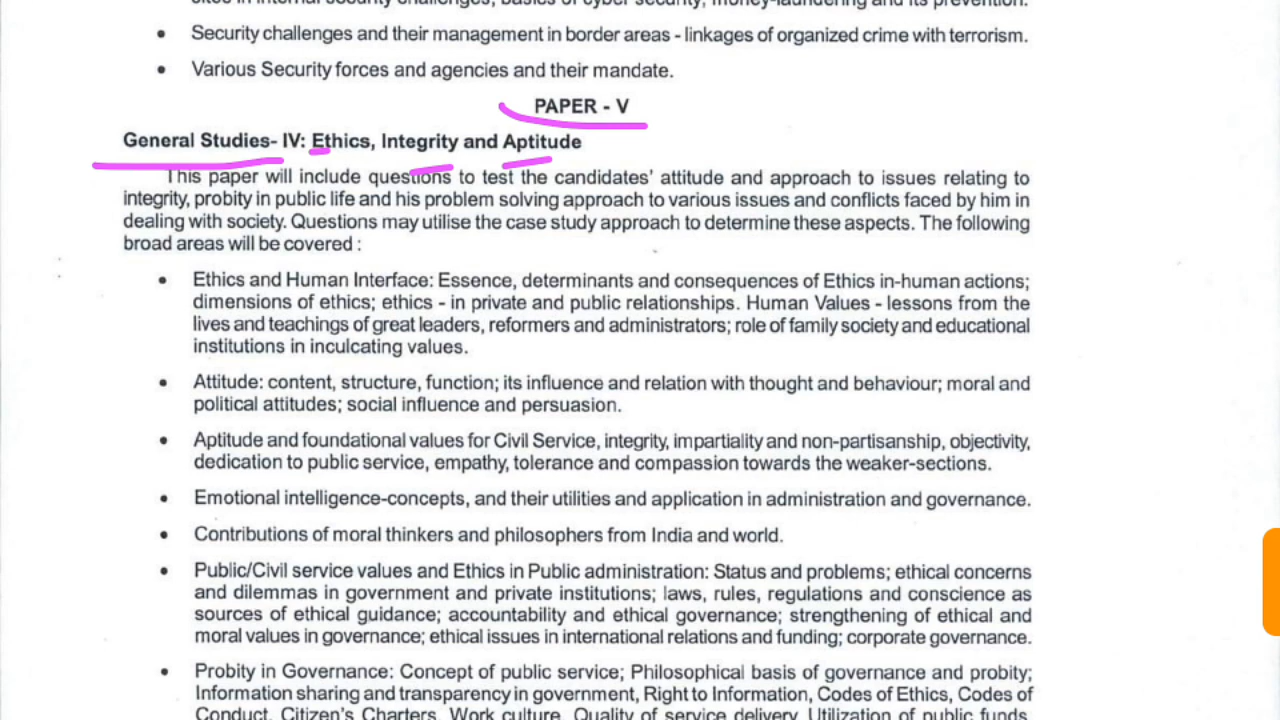 sites in internal security challenges, basics of cyber security, money-laundering and its prevention.
• Security challenges and their management in border areas - linkages of organized crime with terrorism.
• Various Security forces and agencies and their mandate.
PAPER - V
General Studies- IV: Ethics, Integrity and Aptitude
This paper will include questions to test the candidates' attitude and approach to issues relating to
integrity, probity in public life and his problem solving approach to various issues and conflicts faced by him in
dealing with society. Questions may utilise the case study approach to determine these aspects. The following
broad areas will be covered :
• Ethics and Human Interface: Essence, determinants and consequences of Ethics in-human actions;
dimensions of ethics; ethics - in private and public relationships. Human Values - lessons from the
lives and teachings of great leaders, reformers and administrators; role of family society and educational
institutions in inculcating values.
• Attitude: content, structure, function; its influence and relation with thought and behaviour; moral and
political attitudes; social influence and persuasion.
• Aptitude and foundational values for Civil Service, integrity, impartiality and non-partisanship, objectivity,
dedication to public service, empathy, tolerance and compassion towards the weaker-sections.
• Emotional intelligence-concepts, and their utilities and application in administration and governance.
• Contributions of moral thinkers and philosophers from India and world.
• Public/Civil service values and Ethics in Public administration: Status and problems; ethical concerns
and dilemmas in government and private institutions; laws, rules, regulations and conscience as
sources of ethical guidance; accountability and ethical governance; strengthening of ethical and
moral values in governance; ethical issues in international relations and funding; corporate governance.
• Probity in Governance: Concept of public service; Philosophical basis of governance and probity;
Information sharing and transparency in government, Right to Information, Codes of Ethics, Codes of
Conduct, Citizen's Charters, Work culture, Quality of service delivery, Utilization of public funds,